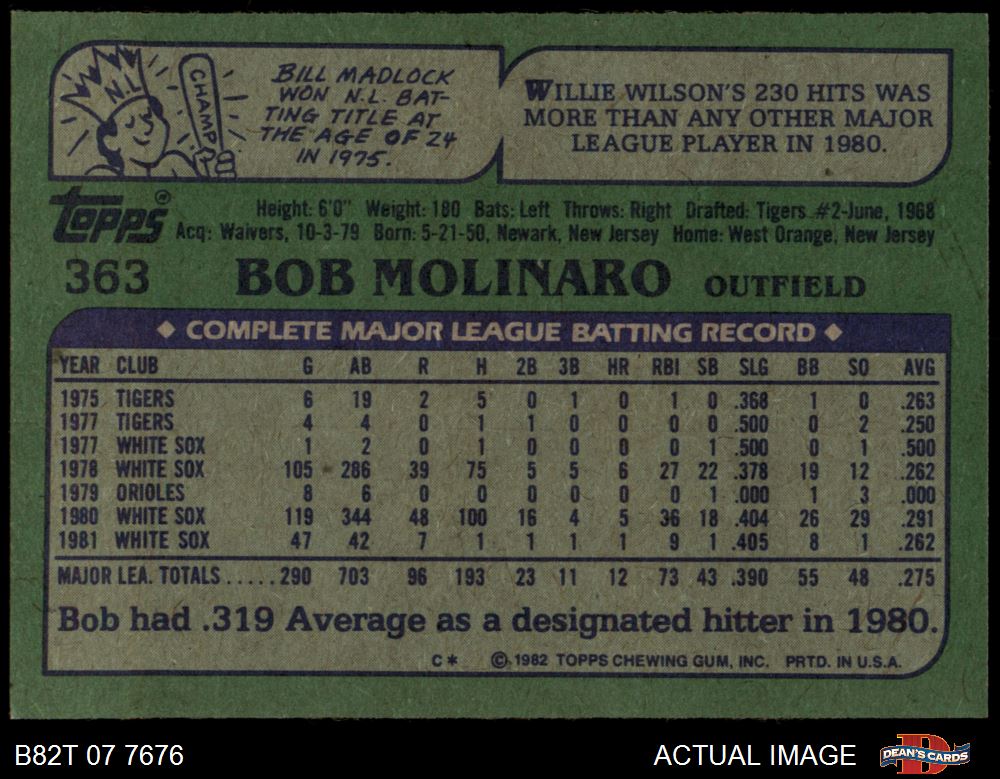 N.L.
CHAMP
BILL MADLOCK
WON N.L. BAT-
TING TITLE AT
THE AGE OF 24
IN 1975.
WILLIE WILSON'S 230 HITS WAS
MORE THAN ANY OTHER MAJOR
LEAGUE PLAYER IN 1980.
TOPPS®
Height: 6'0" Weight: 180 Bats: Left Throws: Right Drafted: Tigers #2-June, 1968
Acq: Waivers, 10-3-79 Born: 5-21-50, Newark, New Jersey Home: West Orange, New Jersey
363 BOB MOLINARO OUTFIELD
◆ COMPLETE MAJOR LEAGUE BATTING RECORD ◆
YEAR CLUB G AB R H 2B 3B HR RBI SB SLG BB SO AVG
1975 TIGERS 6 19 2 5 0 1 0 1 0 .368 1 0 .263
1977 TIGERS 4 4 0 1 1 0 0 0 0 .500 0 2 .250
1977 WHITE SOX 1 2 0 1 0 0 0 0 1 .500 0 1 .500
1978 WHITE SOX 105 286 39 75 5 5 6 27 22 .378 19 12 .262
1979 ORIOLES 8 6 0 0 0 0 0 0 1 .000 1 3 .000
1980 WHITE SOX 119 344 48 100 16 4 5 36 18 .404 26 29 .291
1981 WHITE SOX 47 42 7 1 1 1 1 9 1 .405 8 1 .262
MAJOR LEA. TOTALS.....290 703 96 193 23 11 12 73 43 .390 55 48 .275
Bob had .319 Average as a designated hitter in 1980.
C* © 1982 TOPPS CHEWING GUM, INC. PRTD. IN U.S.A.
B82T 07 7676 ACTUAL IMAGE DEAN'S CARDS